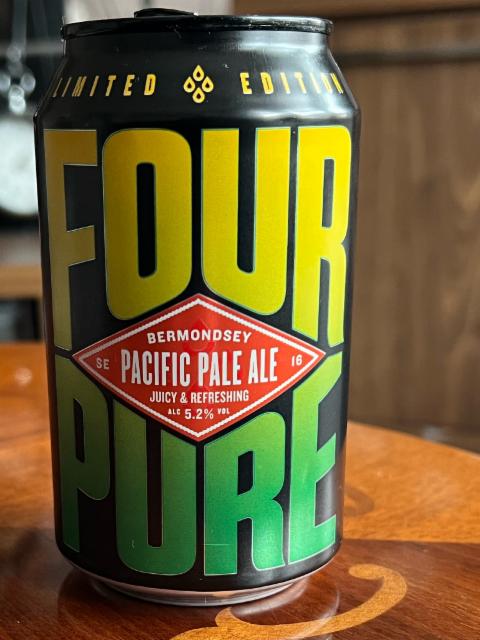 LIMITED EDITION
FOUR
BERMONDSEY
SE PACIFIC PALE ALE 16
JUICY & REFRESHING
ALC 5.2% VOL
PURE